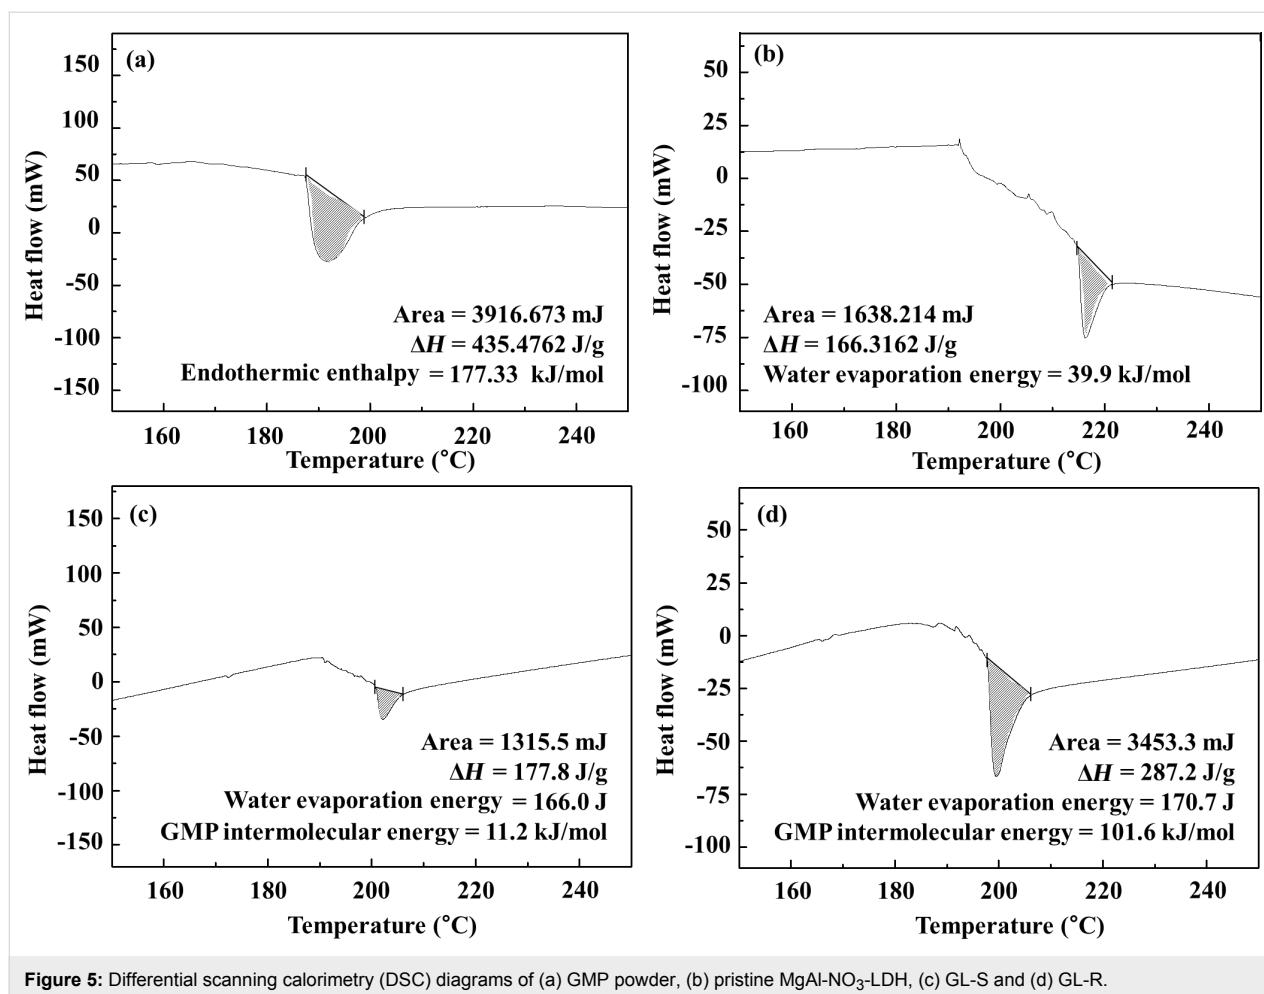 (a)
150
100
50
0
-50
-100
-150
Heat flow (mW)
Area = 3916.673 mJ
ΔH = 435.4762 J/g
Endothermic enthalpy = 177.33 kJ/mol
160 180 200 220 240
Temperature (°C)
(b)
50
25
0
-25
-50
-75
-100
Heat flow (mW)
Area = 1638.214 mJ
ΔH = 166.3162 J/g
Water evaporation energy = 39.9 kJ/mol
160 180 200 220 240
Temperature (°C)
(c)
150
100
50
0
-50
-100
-150
Heat flow (mW)
Area = 1315.5 mJ
ΔH = 177.8 J/g
Water evaporation energy = 166.0 J
GMP intermolecular energy = 11.2 kJ/mol
160 180 200 220 240
Temperature (°C)
(d)
50
25
0
-25
-50
-75
-100
Heat flow (mW)
Area = 3453.3 mJ
ΔH = 287.2 J/g
Water evaporation energy = 170.7 J
GMP intermolecular energy = 101.6 kJ/mol
160 180 200 220 240
Temperature (°C)
Figure 5: Differential scanning calorimetry (DSC) diagrams of (a) GMP powder, (b) pristine MgAl-NO₃-LDH, (c) GL-S and (d) GL-R.